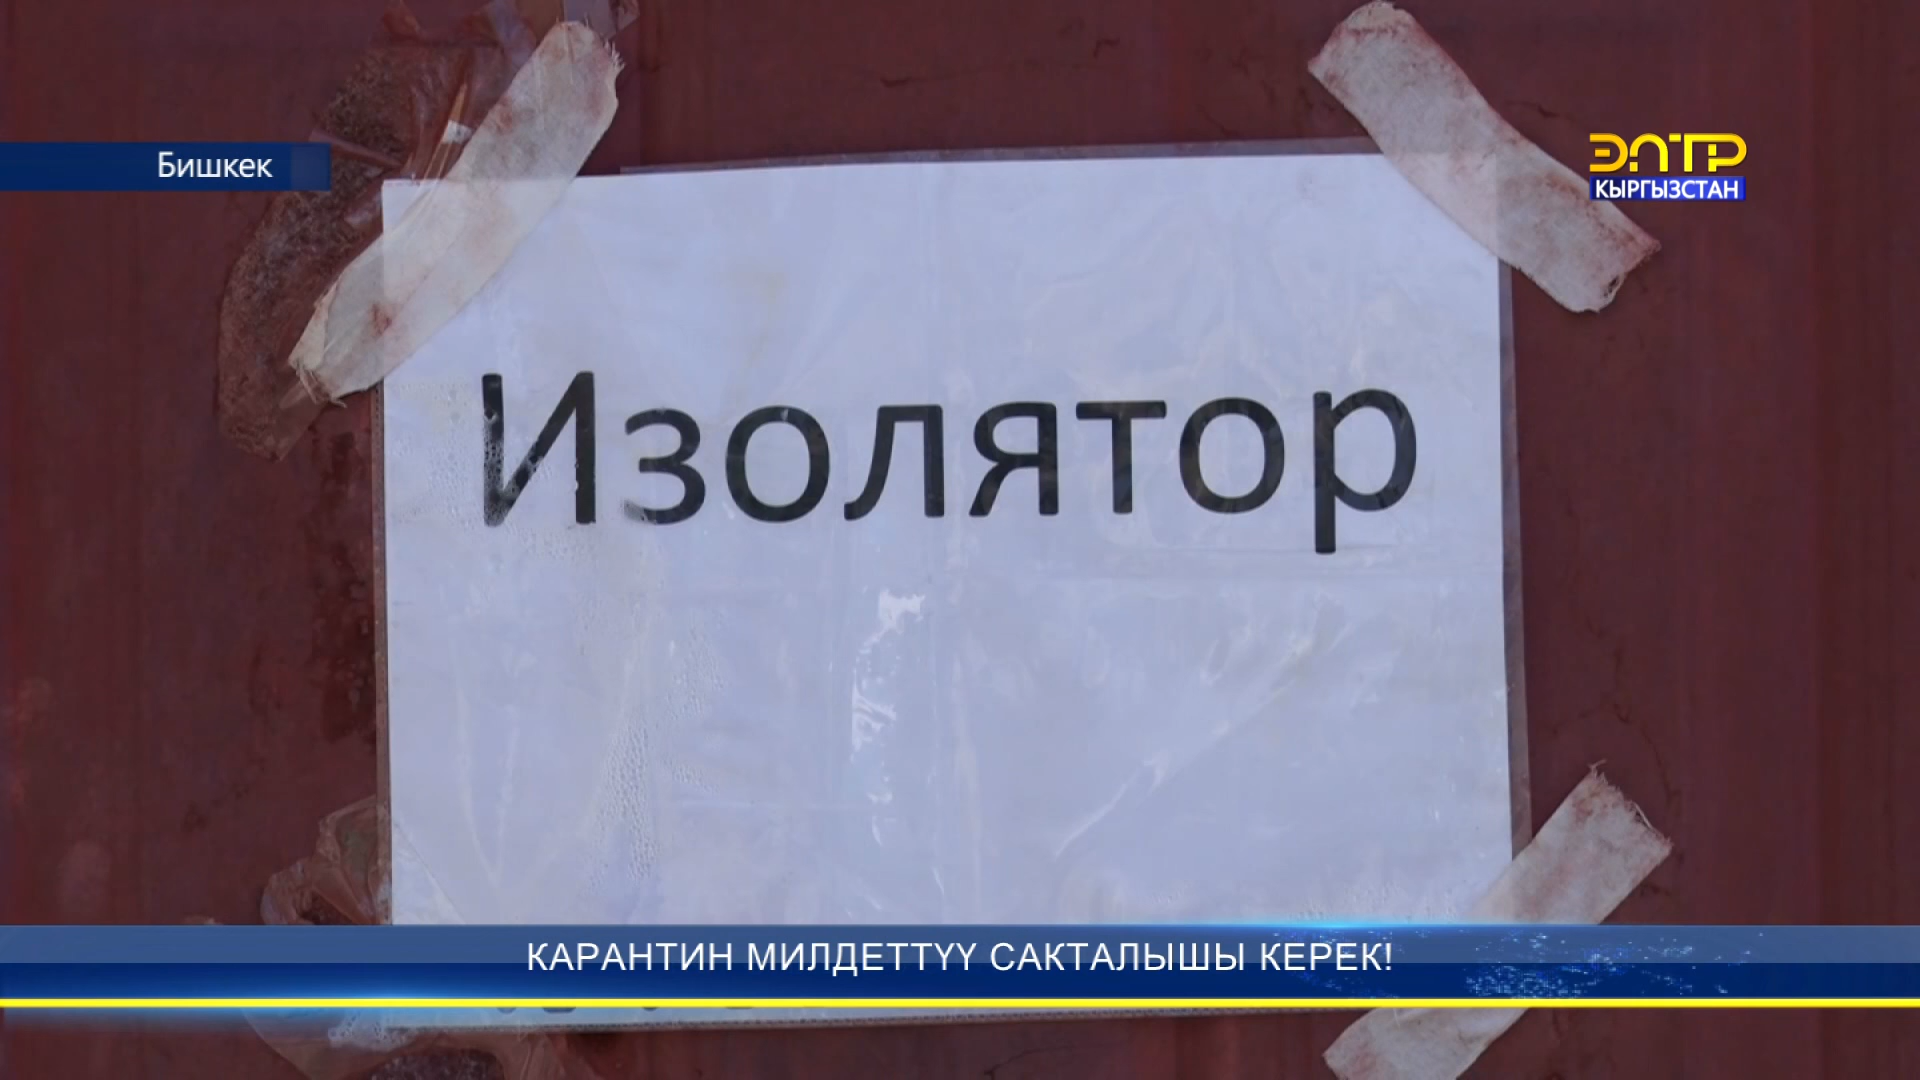 Бишкек
ЭЛТР
КЫРГЫЗСТАН
Изолятор
КАРАНТИН МИЛДЕТТҮҮ САКТАЛЫШЫ КЕРЕК!